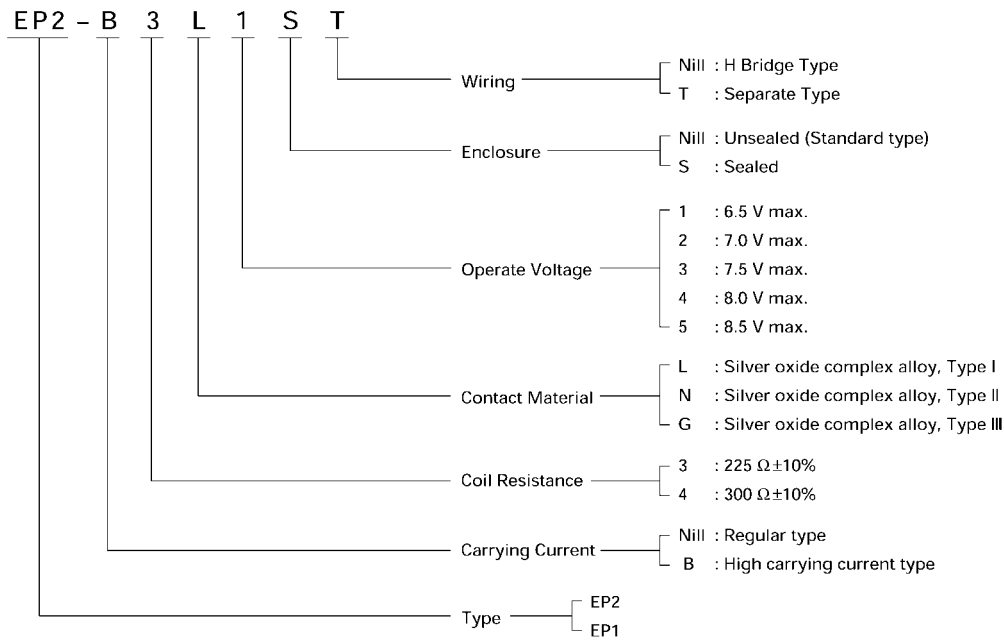 EP2 – B 3 L 1 S T
Wiring
Nill : H Bridge Type
T : Separate Type
Enclosure
Nill : Unsealed (Standard type)
S : Sealed
Operate Voltage
1 : 6.5 V max.
2 : 7.0 V max.
3 : 7.5 V max.
4 : 8.0 V max.
5 : 8.5 V max.
Contact Material
L : Silver oxide complex alloy, Type I
N : Silver oxide complex alloy, Type II
G : Silver oxide complex alloy, Type III
Coil Resistance
3 : 225 Ω±10%
4 : 300 Ω±10%
Carrying Current
Nill : Regular type
B : High carrying current type
Type
EP2
EP1